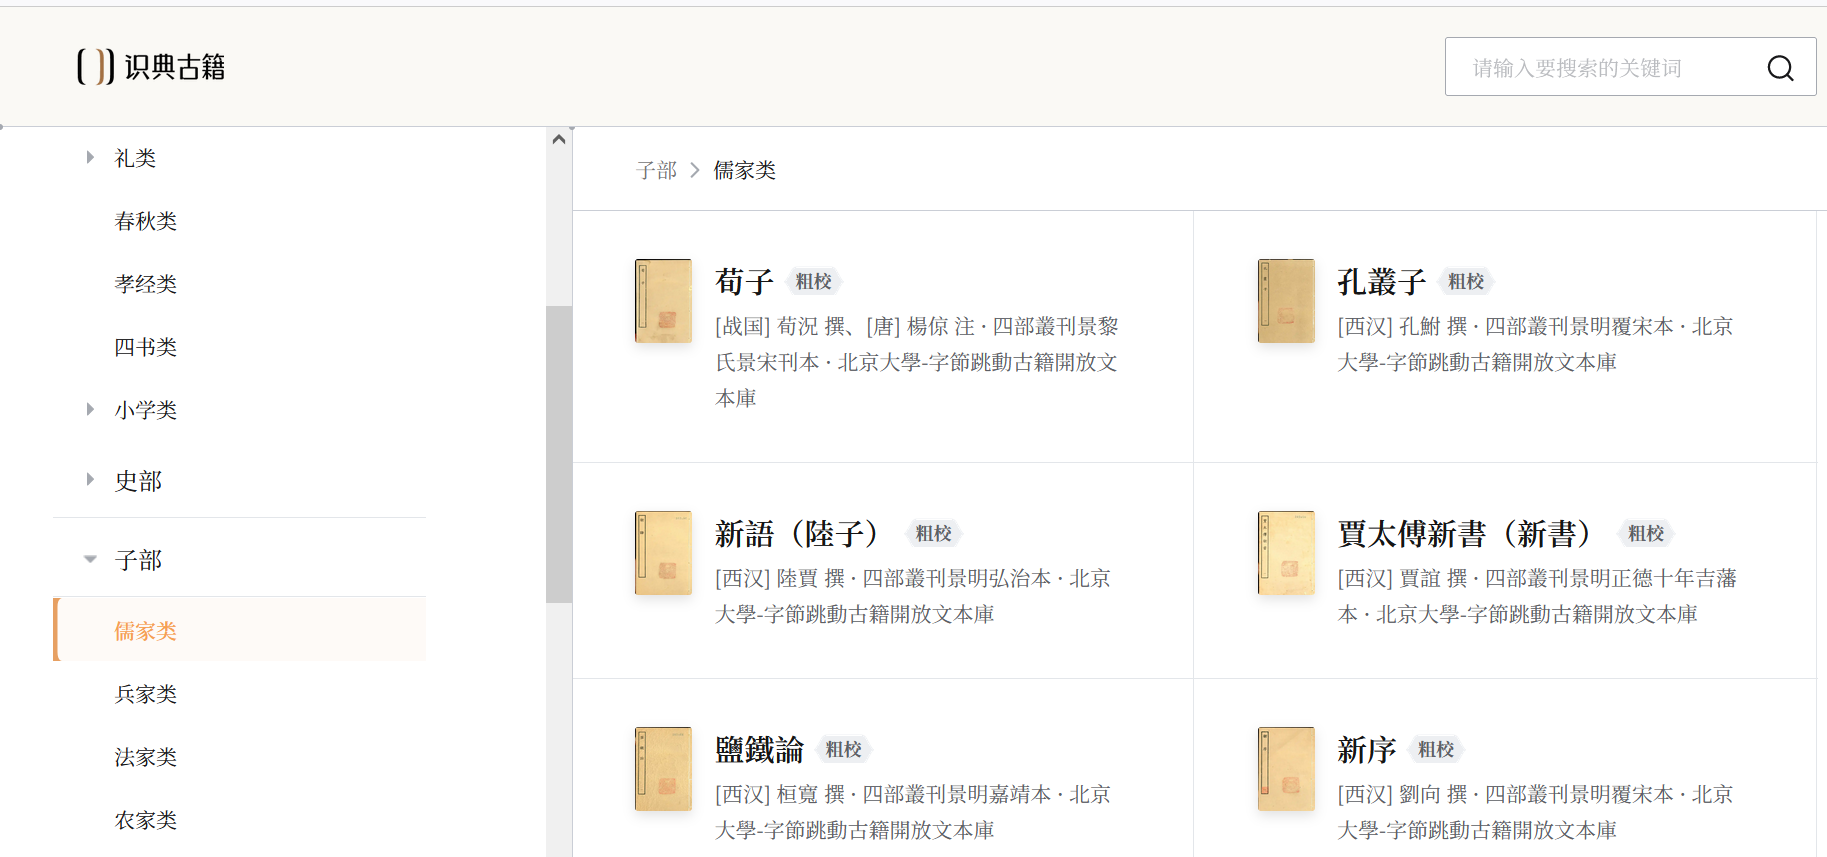 识典古籍
请输入要搜索的关键词
礼类
春秋类
孝经类
四书类
小学类
史部
子部
儒家类
兵家类
法家类
农家类
子部 > 儒家类
荀子 粗校
[战国] 荀況 撰、[唐] 楊倞 注 · 四部叢刊景黎
氏景宋刊本 · 北京大學-字節跳動古籍開放文
本庫
孔叢子 粗校
[西汉] 孔鮒 撰 · 四部叢刊景明覆宋本 · 北京
大學-字節跳動古籍開放文本庫
新語（陸子） 粗校
[西汉] 陸賈 撰 · 四部叢刊景明弘治本 · 北京
大學-字節跳動古籍開放文本庫
賈太傅新書（新書） 粗校
[西汉] 賈誼 撰 · 四部叢刊景明正德十年吉藩
本 · 北京大學-字節跳動古籍開放文本庫
鹽鐵論 粗校
[西汉] 桓寬 撰 · 四部叢刊景明嘉靖本 · 北京
大學-字節跳動古籍開放文本庫
新序 粗校
[西汉] 劉向 撰 · 四部叢刊景明覆宋本 · 北京
大學-字節跳動古籍開放文本庫